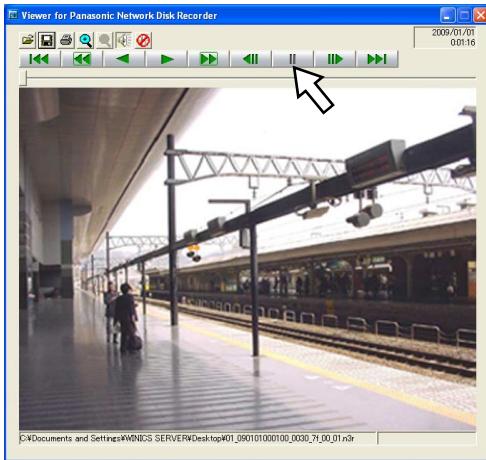 Viewer for Panasonic Network Disk Recorder
2009/01/01
0:01:16
C:¥Documents and Settings¥WINICS SERVER¥Desktop¥01_090101000100_0030_7f_00_01.n3r